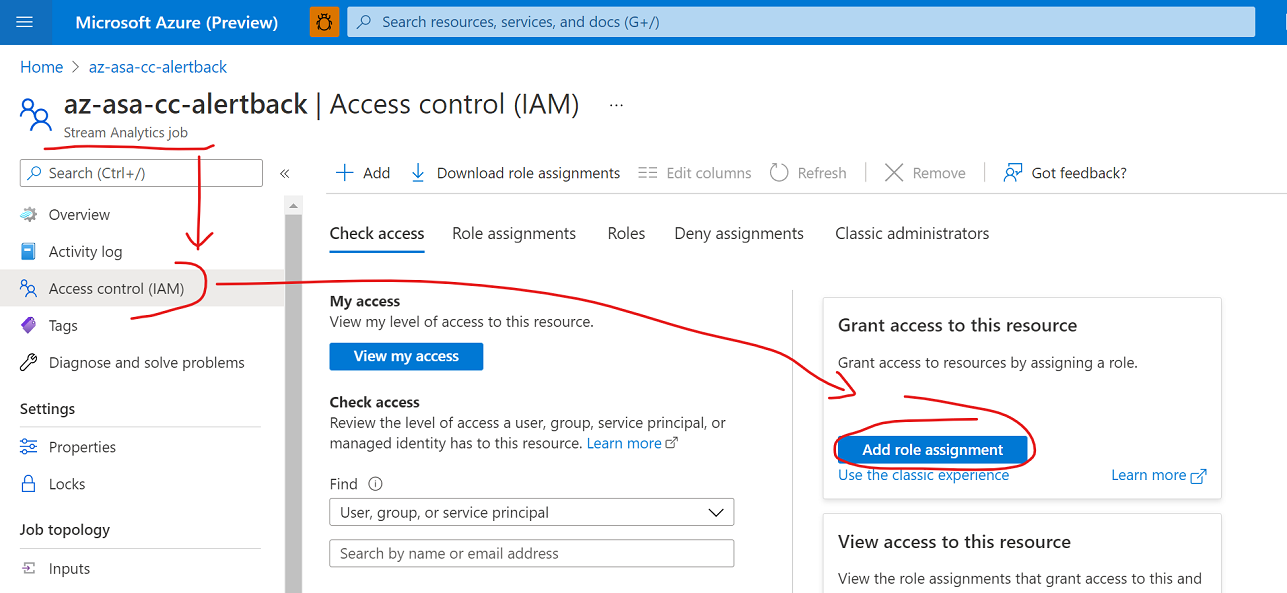 Microsoft Azure (Preview)
Search resources, services, and docs (G+/)
Home > az-asa-cc-alertback
az-asa-cc-alertback | Access control (IAM) ...
Stream Analytics job
Search (Ctrl+/)
«
Add
Download role assignments
Edit columns
Refresh
Remove
Got feedback?
Overview
Activity log
Access control (IAM)
Tags
Diagnose and solve problems
Settings
Properties
Locks
Job topology
Inputs
Check access
Role assignments
Roles
Deny assignments
Classic administrators
My access
View my level of access to this resource.
View my access
Check access
Review the level of access a user, group, service principal, or
managed identity has to this resource. Learn more
Find
User, group, or service principal
Search by name or email address
Grant access to this resource
Grant access to resources by assigning a role.
Add role assignment
Use the classic experience
Learn more
View access to this resource
View the role assignments that grant access to this and